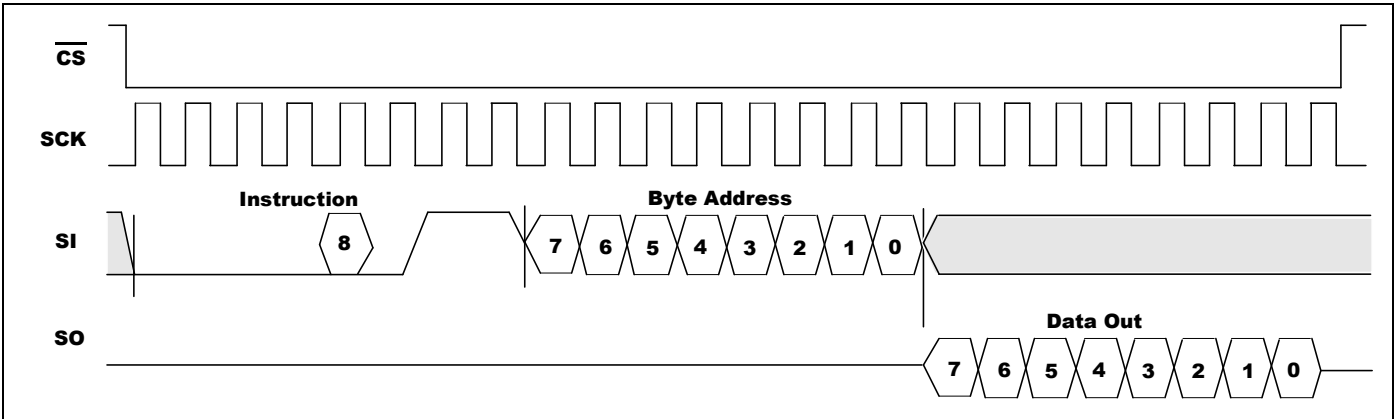 CS
SCK
Instruction
Byte Address
SI
8
7 6 5 4 3 2 1 0
Data Out
SO
7 6 5 4 3 2 1 0